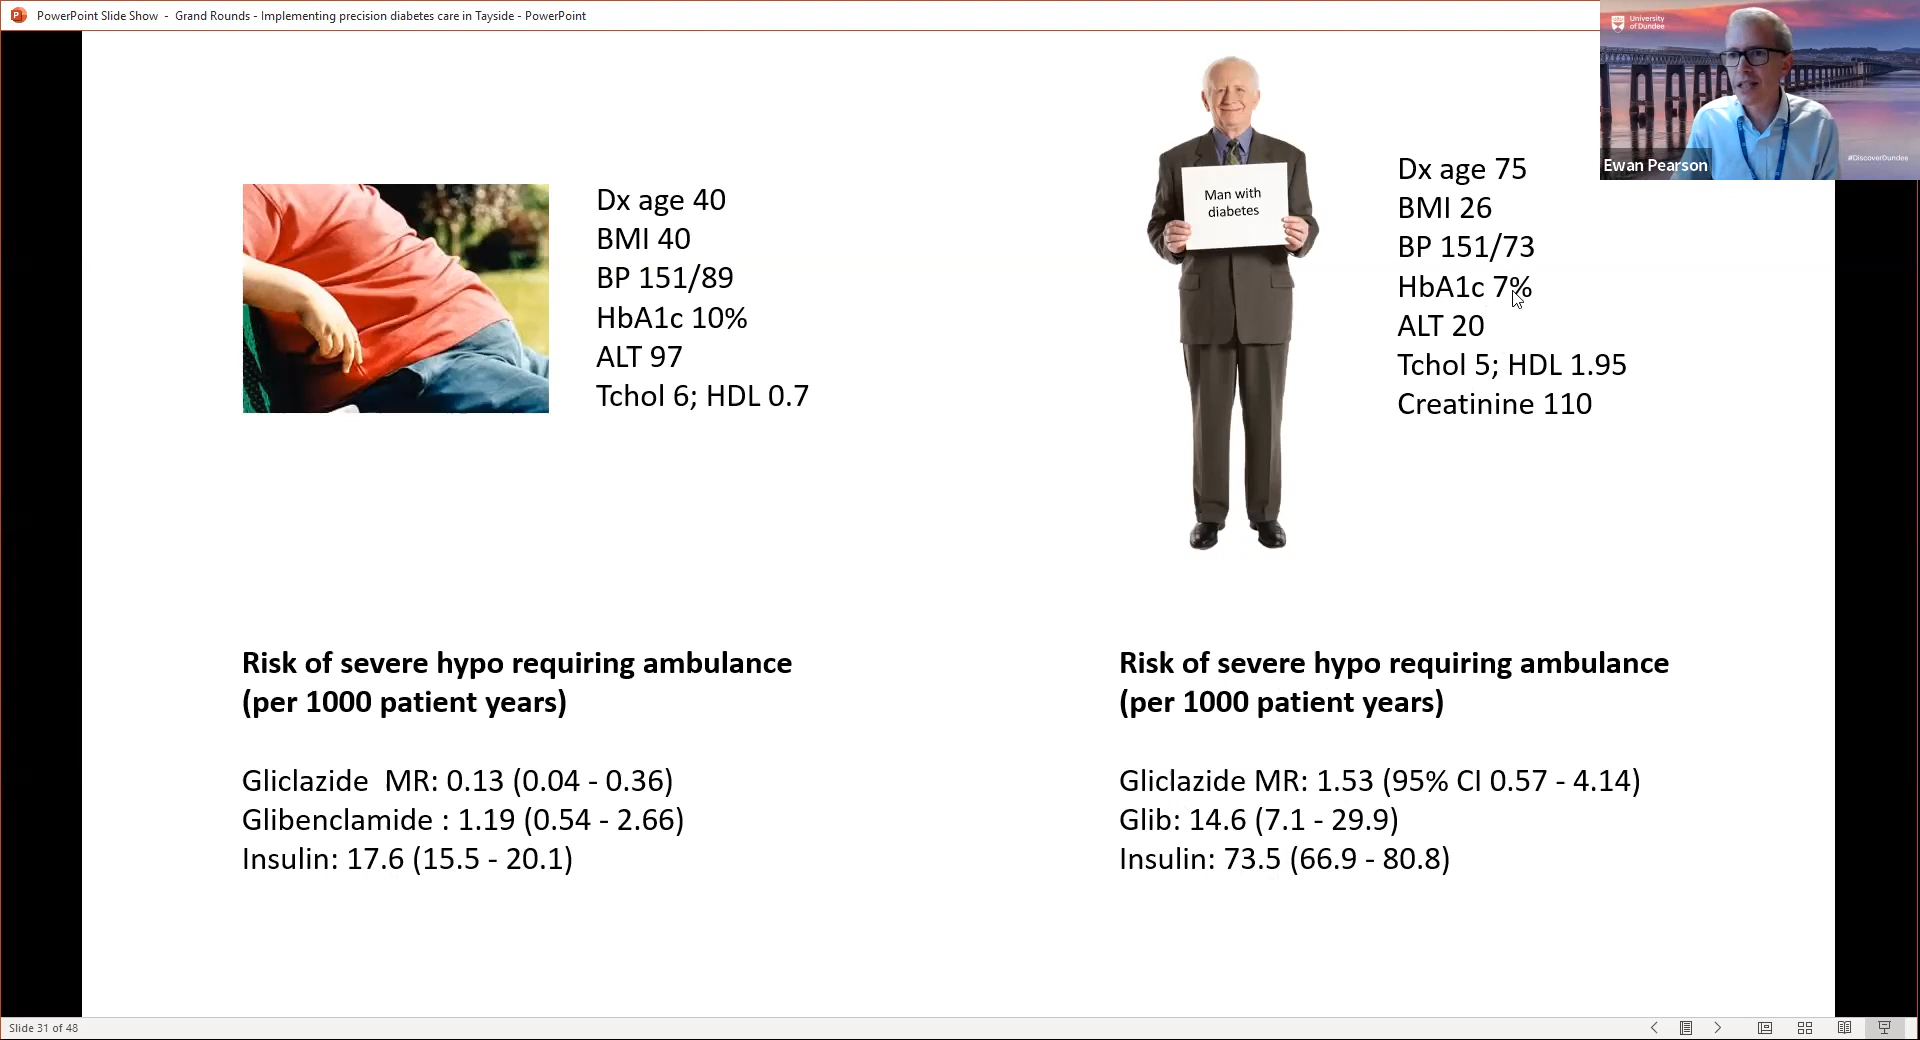 PowerPoint Slide Show - Grand Rounds - Implementing precision diabetes care in Tayside - PowerPoint
University
of Dundee
#DiscoverDundee
Ewan Pearson
Dx age 40
BMI 40
BP 151/89
HbA1c 10%
ALT 97
Tchol 6; HDL 0.7
Man with
diabetes
Dx age 75
BMI 26
BP 151/73
HbA1c 7%
ALT 20
Tchol 5; HDL 1.95
Creatinine 110
Risk of severe hypo requiring ambulance
(per 1000 patient years)
Gliclazide MR: 0.13 (0.04 - 0.36)
Glibenclamide : 1.19 (0.54 - 2.66)
Insulin: 17.6 (15.5 - 20.1)
Risk of severe hypo requiring ambulance
(per 1000 patient years)
Gliclazide MR: 1.53 (95% CI 0.57 - 4.14)
Glib: 14.6 (7.1 - 29.9)
Insulin: 73.5 (66.9 - 80.8)
Slide 31 of 48